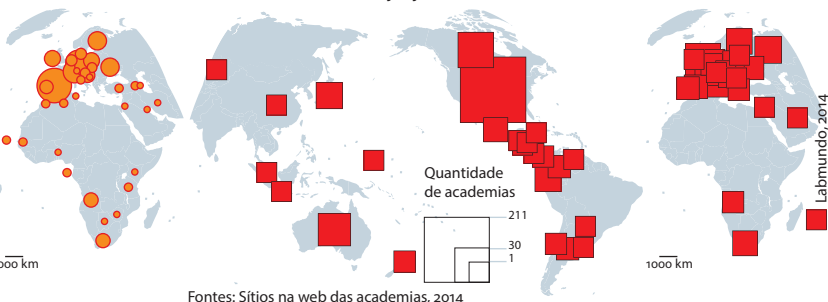 Quantidade
de academias
211
30
1
000 km
1000 km
Labmundo, 2014
Fontes: Sítios na web das academias, 2014